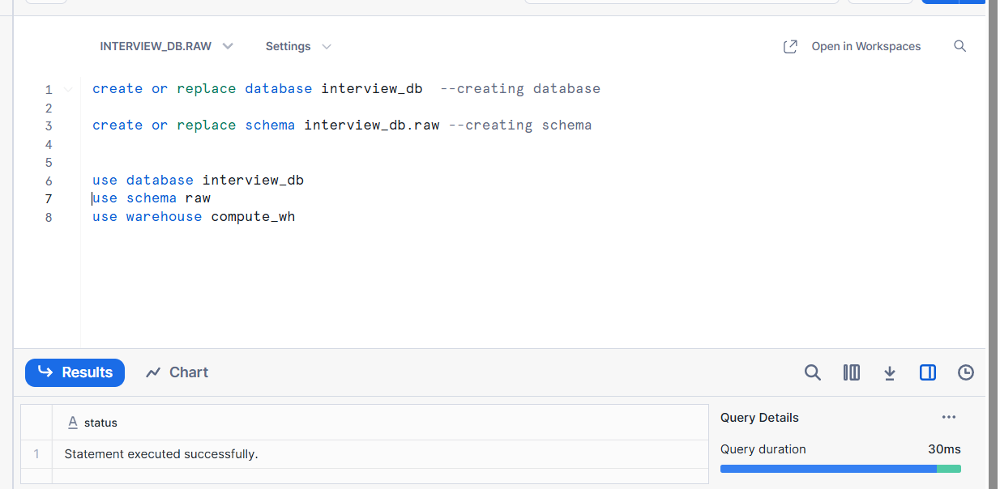 INTERVIEW_DB.RAW Settings Open in Workspaces
1 create or replace database interview_db  --creating database
2
3 create or replace schema interview_db.raw --creating schema
4
5
6 use database interview_db
7 use schema raw
8 use warehouse compute_wh
Results Chart
A status
1 Statement executed successfully.
Query Details
Query duration 30ms